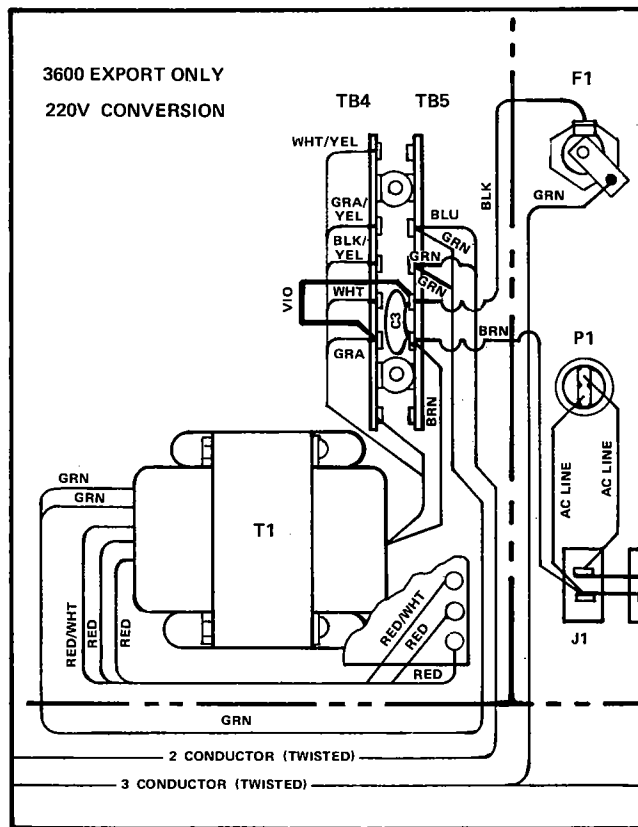 3600 EXPORT ONLY
220V CONVERSION
TB4
TB5
F1
WHT/YEL
GRA/
YEL
BLK/
YEL
WHT
GRA
VIO
C3
BLU
GRN
GRN
GRN
BLK
BRN
BRN
GRN
P1
AC LINE
AC LINE
J1
T1
GRN
GRN
RED/WHT
RED
RED
RED/WHT
RED
RED
GRN
2 CONDUCTOR (TWISTED)
3 CONDUCTOR (TWISTED)